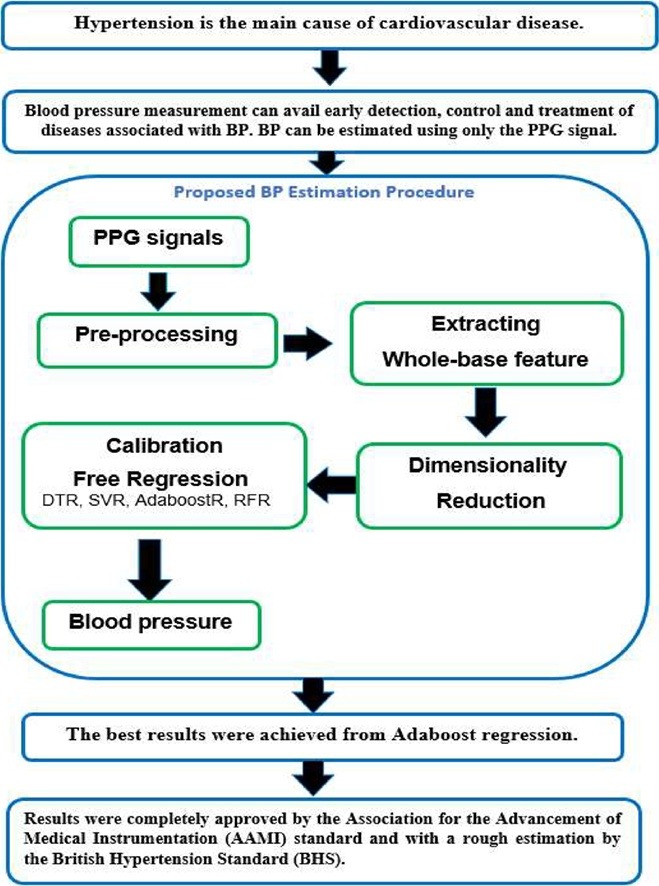 Hypertension is the main cause of cardiovascular disease.
Blood pressure measurement can avail early detection, control and treatment of
diseases associated with BP. BP can be estimated using only the PPG signal.
Proposed BP Estimation Procedure
PPG signals
Pre-processing
Extracting
Whole-base feature
Dimensionality
Reduction
Calibration
Free Regression
DTR, SVR, AdaboostR, RFR
Blood pressure
The best results were achieved from Adaboost regression.
Results were completely approved by the Association for the Advancement of
Medical Instrumentation (AAMI) standard and with a rough estimation by
the British Hypertension Standard (BHS).